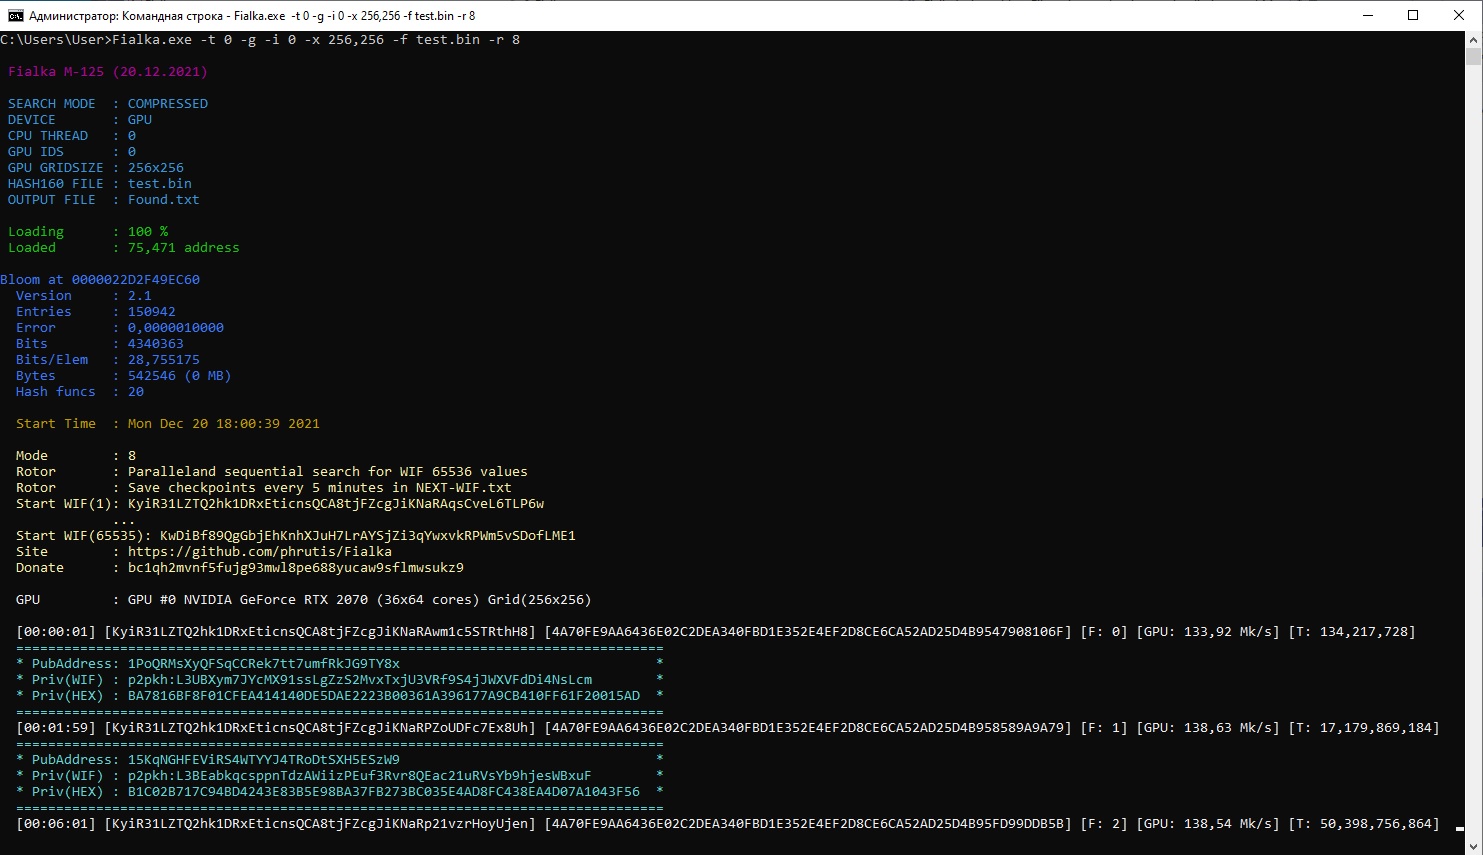 Администратор: Командная строка - Fialka.exe -t 0 -g -i 0 -x 256,256 -f test.bin -r 8
C:\Users\User>Fialka.exe -t 0 -g -i 0 -x 256,256 -f test.bin -r 8
Fialka M-125 (20.12.2021)
SEARCH MODE : COMPRESSED
DEVICE : GPU
CPU THREAD : 0
GPU IDS : 0
GPU GRIDSIZE : 256x256
HASH160 FILE : test.bin
OUTPUT FILE : Found.txt
Loading : 100 %
Loaded : 75,471 address
Bloom at 0000022D2F49EC60
Version : 2.1
Entries : 150942
Error : 0,0000010000
Bits : 4340363
Bits/Elem : 28,755175
Bytes : 542546 (0 MB)
Hash funcs : 20
Start Time : Mon Dec 20 18:00:39 2021
Mode : 8
Rotor : Paralleland sequential search for WIF 65536 values
Rotor : Save checkpoints every 5 minutes in NEXT-WIF.txt
Start WIF(1): KyiR31LZTQ2hk1DRxEticnsQCA8tjFZcgJiKNaRAqsCveL6TLP6w
...
Start WIF(65535): KwDiBf89QgGbjEhKnhXJuH7LrAYSjZi3qYwxvkRPWm5vSDofLME1
Site : https://github.com/phrutis/Fialka
Donate : bc1qh2mvnf5fujg93mwl8pe688yucaw9sflmwsukz9
GPU : GPU #0 NVIDIA GeForce RTX 2070 (36x64 cores) Grid(256x256)
[00:00:01] [KyiR31LZTQ2hk1DRxEticnsQCA8tjFZcgJiKNaRAwm1c5STRthH8] [4A70FE9AA6436E02C2DEA340FBD1E352E4EF2D8CE6CA52AD25D4B9547908106F] [F: 0] [GPU: 133,92 Mk/s] [T: 134,217,728]
=================================================================================
* PubAddress: 1PoQRMsXyQFSqCCRek7tt7umfRkJG9TY8x *
* Priv(WIF) : p2pkh:L3UBXym7JYcMX91ssLgZzS2MvxTxjU3VRf9S4jJWXVFdDi4NsLcm *
* Priv(HEX) : BA7816BF8F01CFEA414140DE5DAE2223B00361A396177A9CB410FF61F20015AD *
=================================================================================
[00:01:59] [KyiR31LZTQ2hk1DRxEticnsQCA8tjFZcgJiKNaRPZoUDFc7Ex8Uh] [4A70FE9AA6436E02C2DEA340FBD1E352E4EF2D8CE6CA52AD25D4B958589A9A79] [F: 1] [GPU: 138,63 Mk/s] [T: 17,179,869,184]
=================================================================================
* PubAddress: 15KqNGHFEViRS4WTYYJ4TRoDtSXH5ESzW9 *
* Priv(WIF) : p2pkh:L3BEabkqcsppnTdzAWiizPEuf3Rvr8QEac21uRVsYb9hjesWBxuF *
* Priv(HEX) : B1C02B717C94BD4243E83B5E98BA37FB273BC035E4AD8FC438EA4D07A1043F56 *
=================================================================================
[00:06:01] [KyiR31LZTQ2hk1DRxEticnsQCA8tjFZcgJiKNaRp21vzrHoyUjen] [4A70FE9AA6436E02C2DEA340FBD1E352E4EF2D8CE6CA52AD25D4B95FD99DDB5B] [F: 2] [GPU: 138,54 Mk/s] [T: 50,398,756,864]